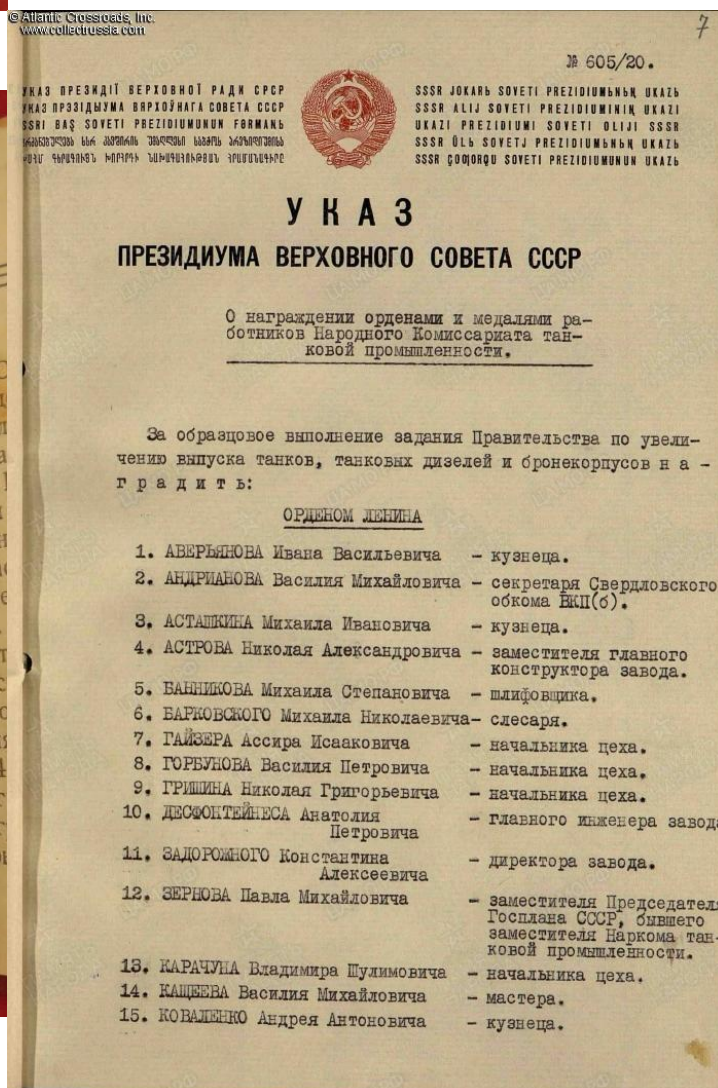 © Atlantic Crossroads, Inc.
www.collectrussia.com
7
№ 605/20.
УКАЗ ПРЕЗИДІЇ ВЕРХОВНОЇ РАДИ СРСР
УКАЗ ПРЭЗІДЫУМА ВЯРХОЎНАГА СОВЕТА СССР
SSRI BAŞ SOVETI PREZIDIUMUNUN FƏRMANЬ
SSSR JOKARЬ SOVETI PREZIDIUMЬNЬꞐ UKAZЬ
SSSR ALIJ SOVETI PREZIDIUMINIꞐ UKAZI
UKAZI PREZIDIUMI SOVETI OLIJI SSSR
SSSR ÜLЬ SOVETJ PREZIDIUMЬNЬꞐ UKAZЬ
SSSR ÇOƢORQU SOVETI PREZIDIUMUNUN UKAZЬ
УКАЗ
ПРЕЗИДИУМА ВЕРХОВНОГО СОВЕТА СССР
О награждении орденами и медалями ра-
ботников Народного Комиссариата тан-
ковой промышленности.
За образцовое выполнение задания Правительства по увели-
чению выпуска танков, танковых дизелей и бронекорпусов н а -
г р а д и т ь:
ОРДЕНОМ ЛЕНИНА
1. АВЕРЬЯНОВА Ивана Васильевича - кузнеца.
2. АНДРИАНОВА Василия Михайловича - секретаря Свердловского
обкома ВКП(б).
3. АСТАШКИНА Михаила Ивановича - кузнеца.
4. АСТРОВА Николая Александровича - заместителя главного
конструктора завода.
5. БАННИКОВА Михаила Степановича - шлифовщика.
6. БАРКОВСКОГО Михаила Николаевича- слесаря.
7. ГАЙЗЕРА Ассира Исааковича - начальника цеха.
8. ГОРБУНОВА Василия Петровича - начальника цеха.
9. ГРИШИНА Николая Григорьевича - начальника цеха.
10. ДЕСФОНТЕЙНЕСА Анатолия - главного инженера завода
Петровича
11. ЗАДОРОЖНОГО Константина - директора завода.
Алексеевича
12. ЗЕРНОВА Павла Михайловича - заместителя Председателя
Госплана СССР, бывшего
заместителя Наркома тан-
ковой промышленности.
13. КАРАЧУНА Владимира Шулимовича - начальника цеха.
14. КАЩЕЕВА Василия Михайловича - мастера.
15. КОВАЛЕНКО Андрея Антоновича - кузнеца.